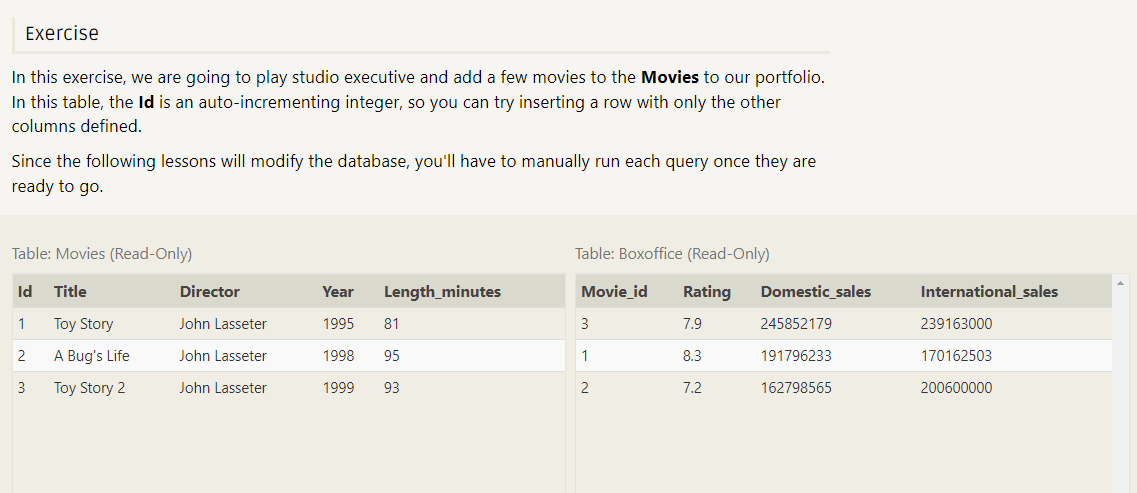 Exercise
In this exercise, we are going to play studio executive and add a few movies to the Movies to our portfolio.
In this table, the Id is an auto-incrementing integer, so you can try inserting a row with only the other
columns defined.
Since the following lessons will modify the database, you'll have to manually run each query once they are
ready to go.
Table: Movies (Read-Only)
Id Title Director Year Length_minutes
1 Toy Story John Lasseter 1995 81
2 A Bug's Life John Lasseter 1998 95
3 Toy Story 2 John Lasseter 1999 93
Table: Boxoffice (Read-Only)
Movie_id Rating Domestic_sales International_sales
3 7.9 245852179 239163000
1 8.3 191796233 170162503
2 7.2 162798565 200600000